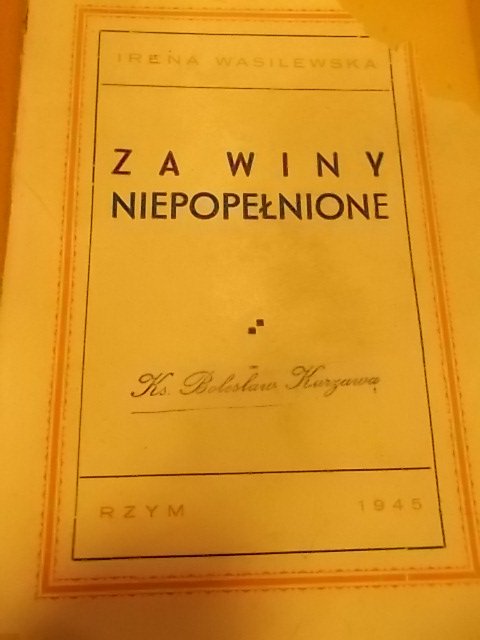 IRENA WASILEWSKA
ZA WINY
NIEPOPEŁNIONE
Ks. Bolesław Kurzawa
RZYM 1945